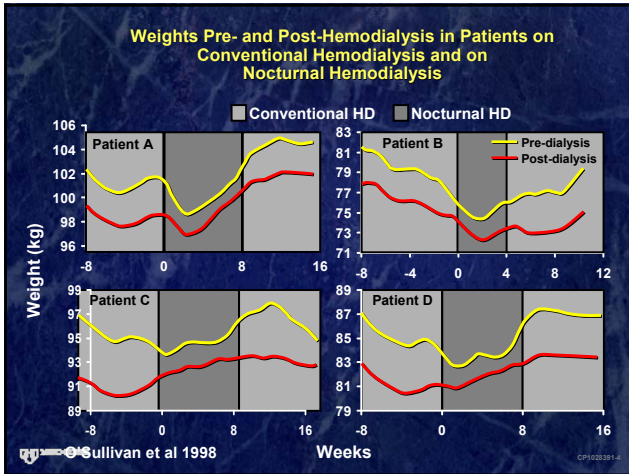 Weights Pre- and Post-Hemodialysis in Patients on
Conventional Hemodialysis and on
Nocturnal Hemodialysis
Conventional HD Nocturnal HD
Weight (kg)
Patient A
106
104
102
100
98
96
-8 0 8 16
Patient B
Pre-dialysis
Post-dialysis
83
81
79
77
75
73
71
-8 -4 0 4 8 12
Patient C
99
97
95
93
91
89
-8 0 8 16
Patient D
89
87
85
83
81
79
-8 0 8 16
O'Sullivan et al 1998
Weeks
CP1028391-4